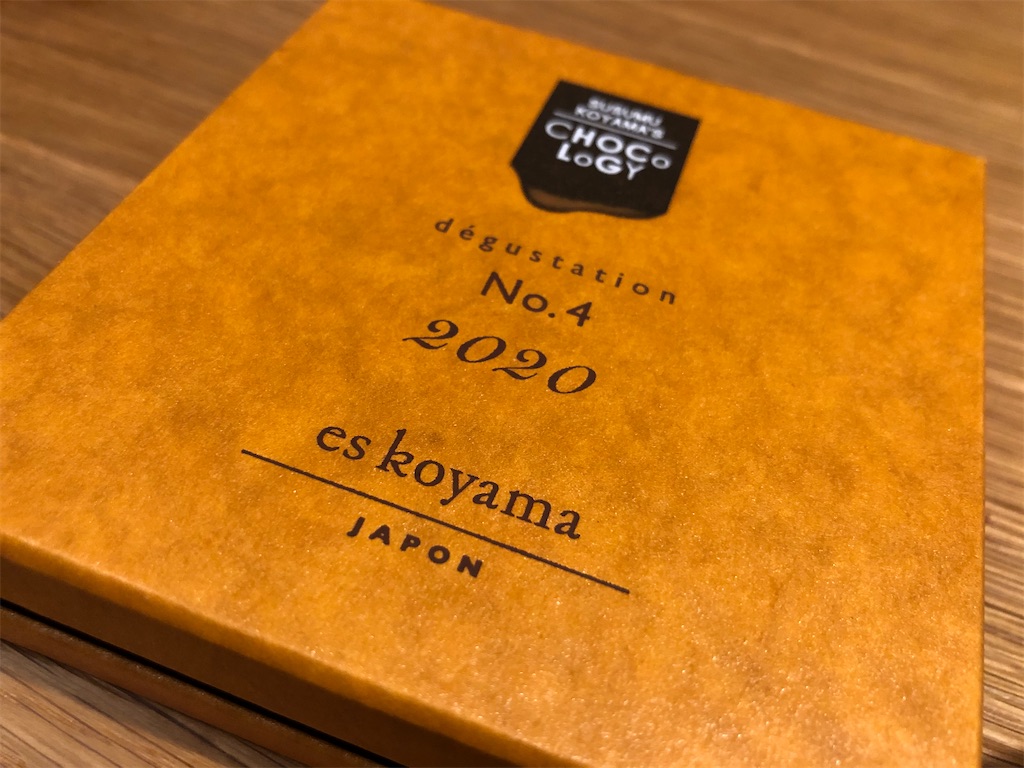 SUSUMU
KOYAMA'S
CHOCO
LOGY
dégustation
No.4
2020
es koyama
JAPON